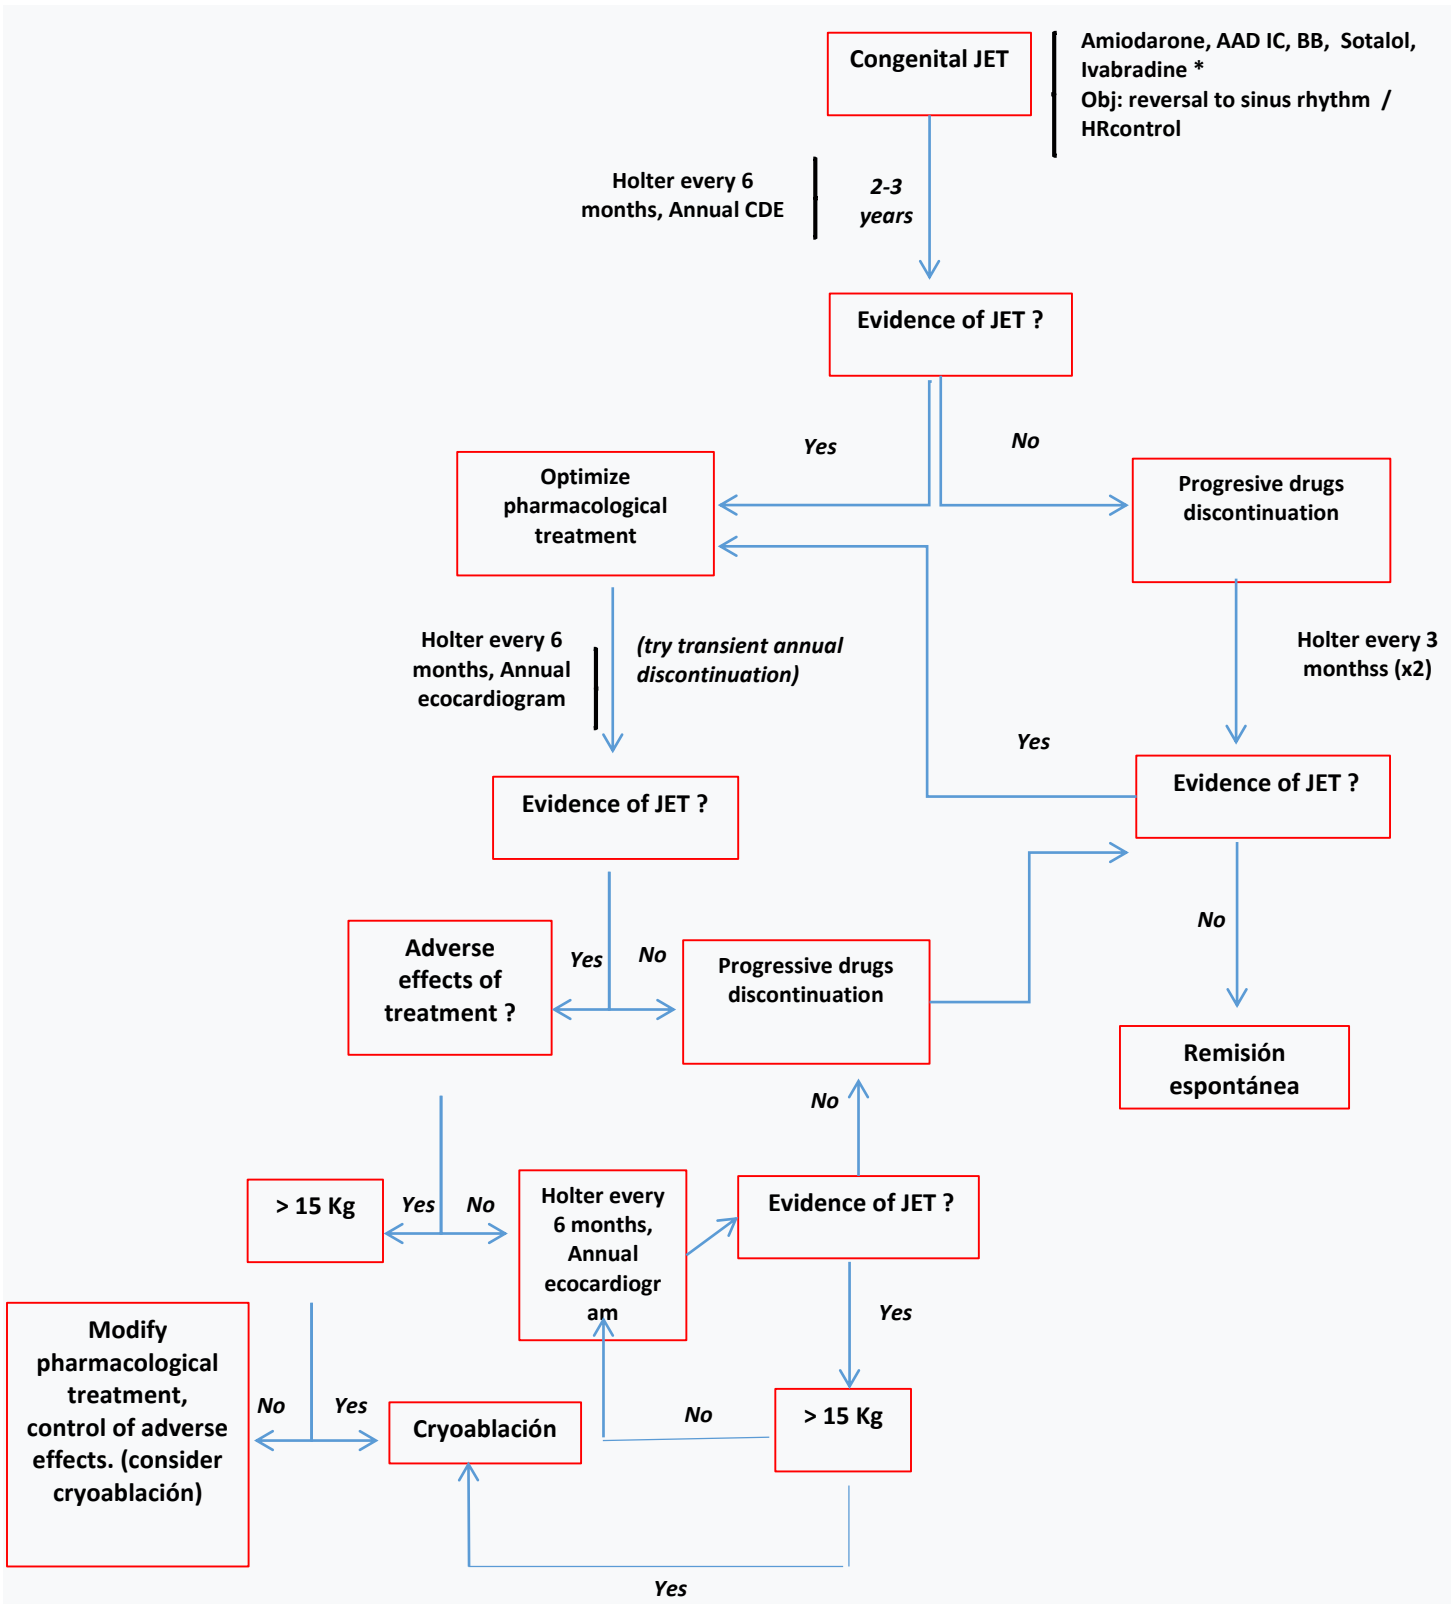 Congenital JET
Amiodarone, AAD IC, BB, Sotalol,
Ivabradine *
Obj: reversal to sinus rhythm /
HRcontrol
Holter every 6
months, Annual CDE
2-3
years
Evidence of JET ?
Yes
No
Optimize
pharmacological
treatment
Progresive drugs
discontinuation
Holter every 6
months, Annual
ecocardiogram
(try transient annual
discontinuation)
Holter every 3
monthss (x2)
Yes
Evidence of JET ?
Evidence of JET ?
No
Adverse
effects of
treatment ?
Yes
No
Progressive drugs
discontinuation
Remisión
espontánea
No
> 15 Kg
Yes
No
Holter every
6 months,
Annual
ecocardiogr
am
Evidence of JET ?
Yes
Modify
pharmacological
treatment,
control of adverse
effects. (consider
cryoablación)
No
Yes
Cryoablación
No
> 15 Kg
Yes